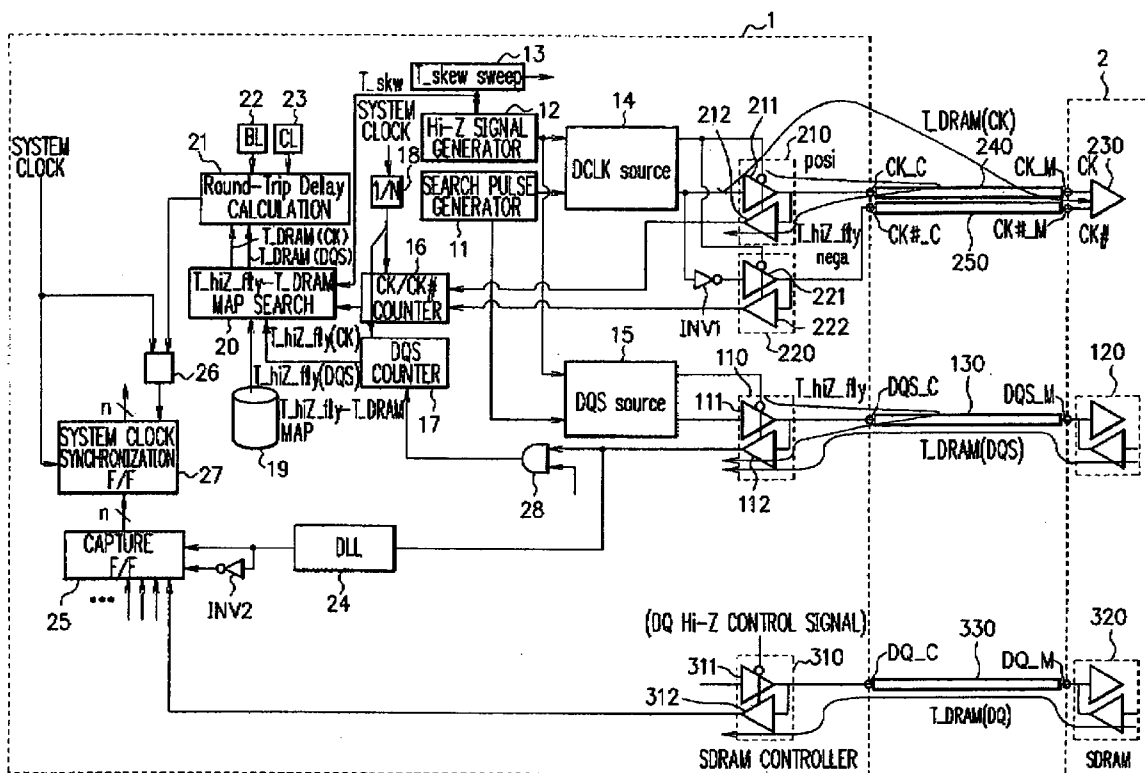 1
13
T_skew sweep
T_skw
2
22 23
SYSTEM
CLOCK
12
14
212
211
210
T_DRAM(CK)
240
230
SYSTEM CLOCK
21
BL
CL
Hi-Z SIGNAL
GENERATOR
posi
CK_C
CK_M
CK
18
1/N
DCLK source
Round-Trip Delay
CALCULATION
SEARCH PULSE
GENERATOR
11
T_DRAM(CK)
T_DRAM(DQS)
16
T_hiZ_fly
nega
CK#_C
250
CK#_M
CK#
T_hiZ_fly-T_DRAM
MAP SEARCH
CK/CK#
COUNTER
221
INV1
222
20
T_hiZ_fly(CK)
15
220
26
DQS
COUNTER
110
T_hiZ_fly
130
120
T_hiZ_fly(DQS)
T_hiZ_fly-T_DRAM
MAP
17
DQS source
111
DQS_C
DQS_M
n
SYSTEM CLOCK
SYNCHRONIZATION
F/F
27
19
28
112
T_DRAM(DQS)
n
CAPTURE
F/F
DLL
25
...
INV2
24
(DQ Hi-Z CONTROL SIGNAL)
310
330
320
311
DQ_C
DQ_M
312
T_DRAM(DQ)
SDRAM CONTROLLER
SDRAM